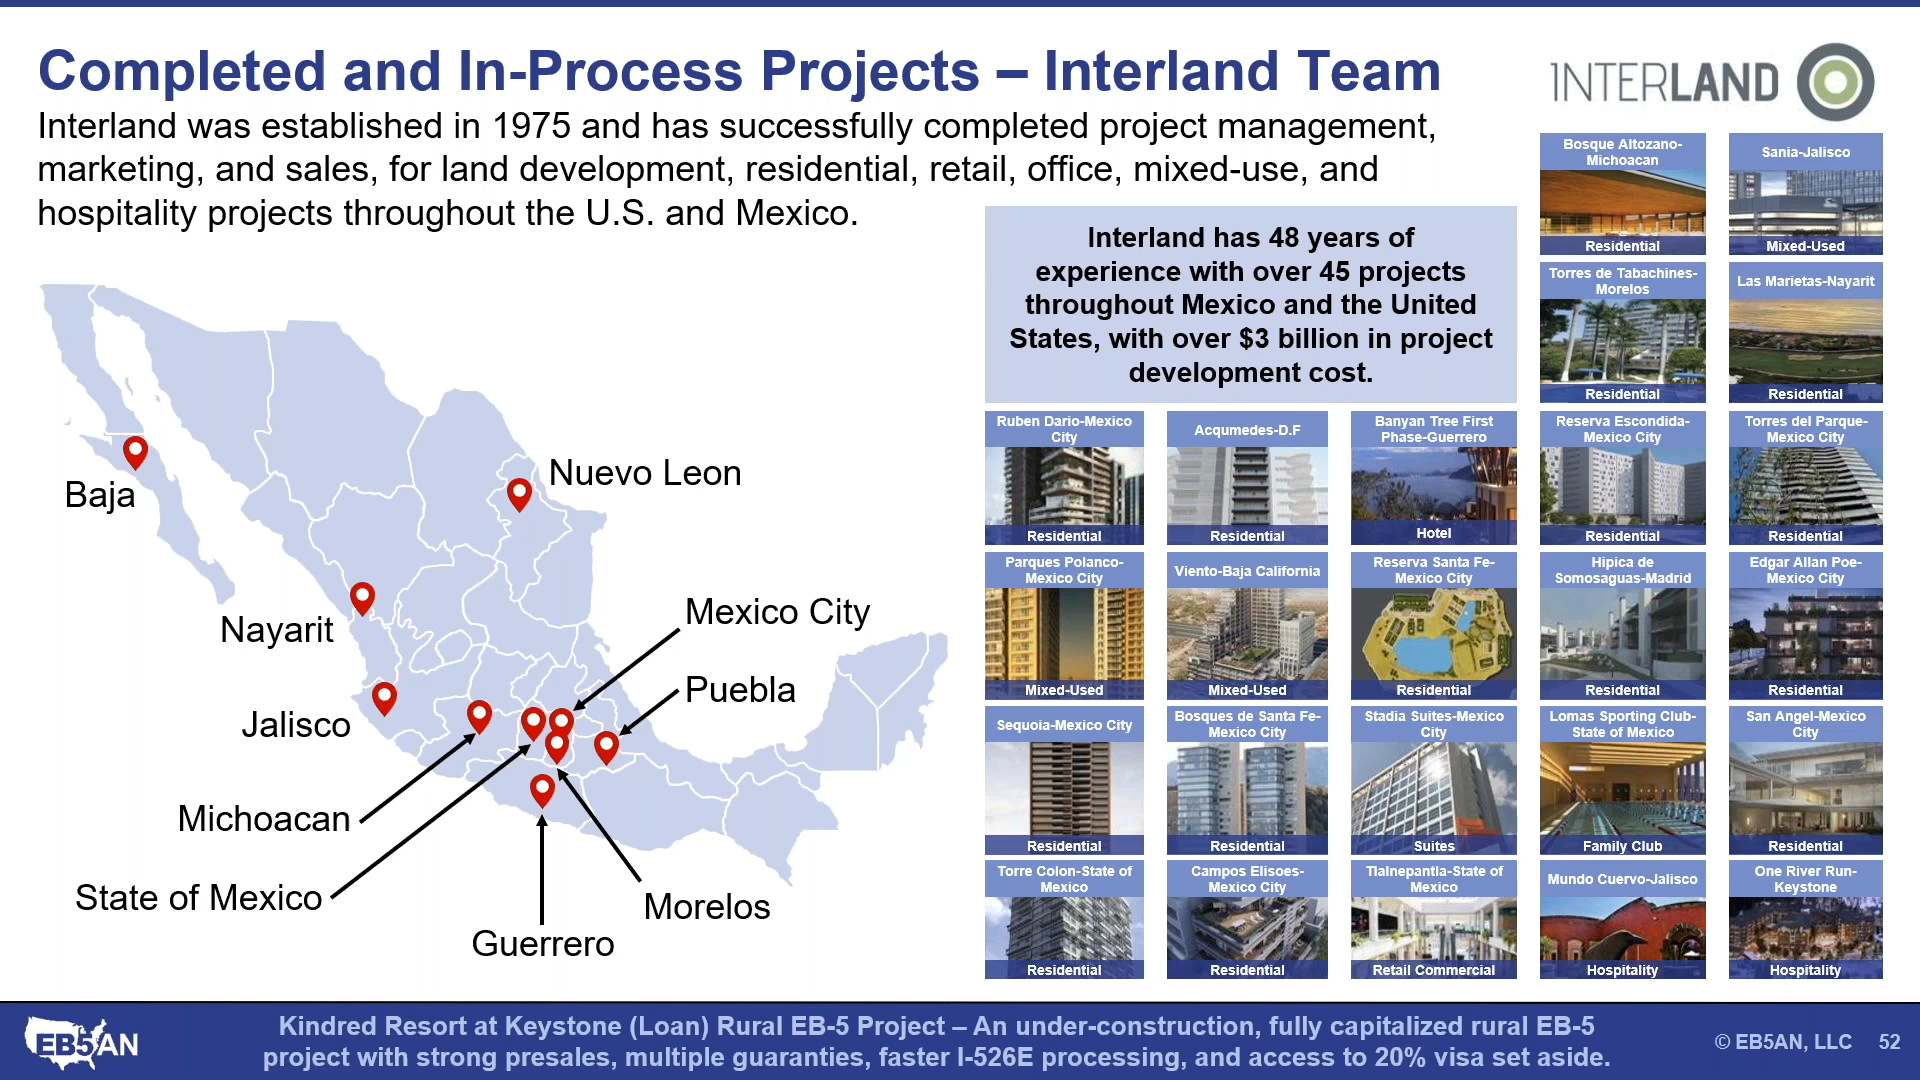 Completed and In-Process Projects – Interland Team
INTERLAND
Interland was established in 1975 and has successfully completed project management,
marketing, and sales, for land development, residential, retail, office, mixed-use, and
hospitality projects throughout the U.S. and Mexico.
Interland has 48 years of
experience with over 45 projects
throughout Mexico and the United
States, with over $3 billion in project
development cost.
Baja
Nuevo Leon
Nayarit
Mexico City
Puebla
Jalisco
Michoacan
State of Mexico
Morelos
Guerrero
Bosque Altozano-
Michoacan
Residential
Sania-Jalisco
Mixed-Used
Torres de Tabachines-
Morelos
Residential
Las Marietas-Nayarit
Residential
Ruben Dario-Mexico
City
Residential
Acqumedes-D.F
Residential
Banyan Tree First
Phase-Guerrero
Hotel
Reserva Escondida-
Mexico City
Residential
Torres del Parque-
Mexico City
Residential
Parques Polanco-
Mexico City
Mixed-Used
Viento-Baja California
Mixed-Used
Reserva Santa Fe-
Mexico City
Residential
Hipica de
Somosaguas-Madrid
Residential
Edgar Allan Poe-
Mexico City
Residential
Sequoia-Mexico City
Residential
Bosques de Santa Fe-
Mexico City
Residential
Stadia Suites-Mexico
City
Suites
Lomas Sporting Club-
State of Mexico
Family Club
San Angel-Mexico
City
Residential
Torre Colon-State of
Mexico
Residential
Campos Elisoes-
Mexico City
Residential
Tlalnepantla-State of
Mexico
Retail Commercial
Mundo Cuervo-Jalisco
Hospitality
One River Run-
Keystone
Hospitality
EB5AN
Kindred Resort at Keystone (Loan) Rural EB-5 Project – An under-construction, fully capitalized rural EB-5
project with strong presales, multiple guaranties, faster I-526E processing, and access to 20% visa set aside.
© EB5AN, LLC 52